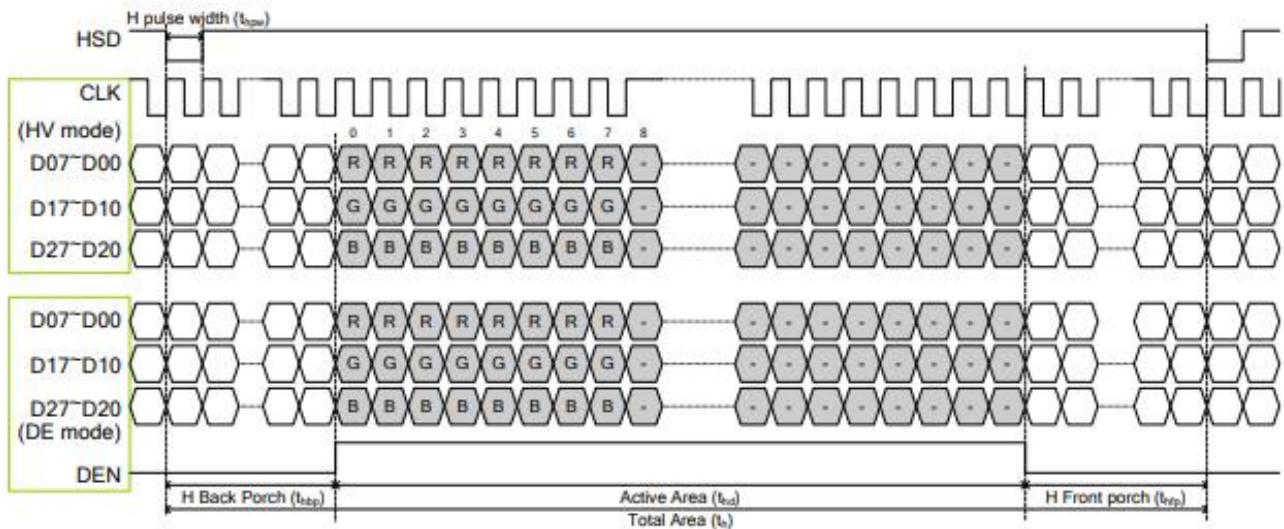 H pulse width (thpw)
HSD
CLK
(HV mode)
0 1 2 3 4 5 6 7 8
D07~D00 R R R R R R R R - - - - - - - - -
D17~D10 G G G G G G G G - - - - - - - - -
D27~D20 B B B B B B B B - - - - - - - - -
D07~D00 R R R R R R R R - - - - - - - - -
D17~D10 G G G G G G G G - - - - - - - - -
D27~D20 B B B B B B B B - - - - - - - - -
(DE mode)
DEN
H Back Porch (thbp) Active Area (thd) H Front porch (thfp)
Total Area (th)